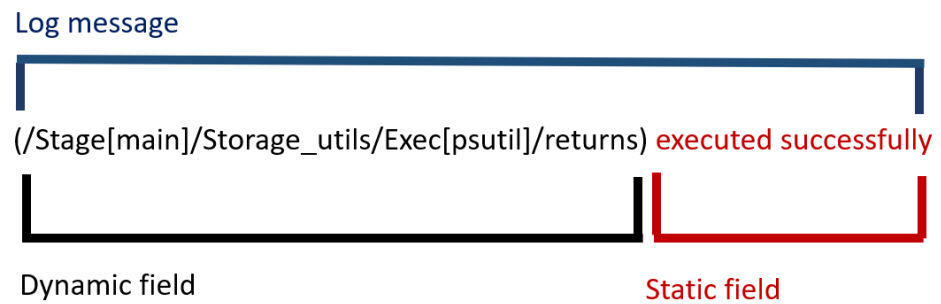 Log message
(/Stage[main]/Storage_utils/Exec[psutil]/returns) executed successfully
Dynamic field
Static field